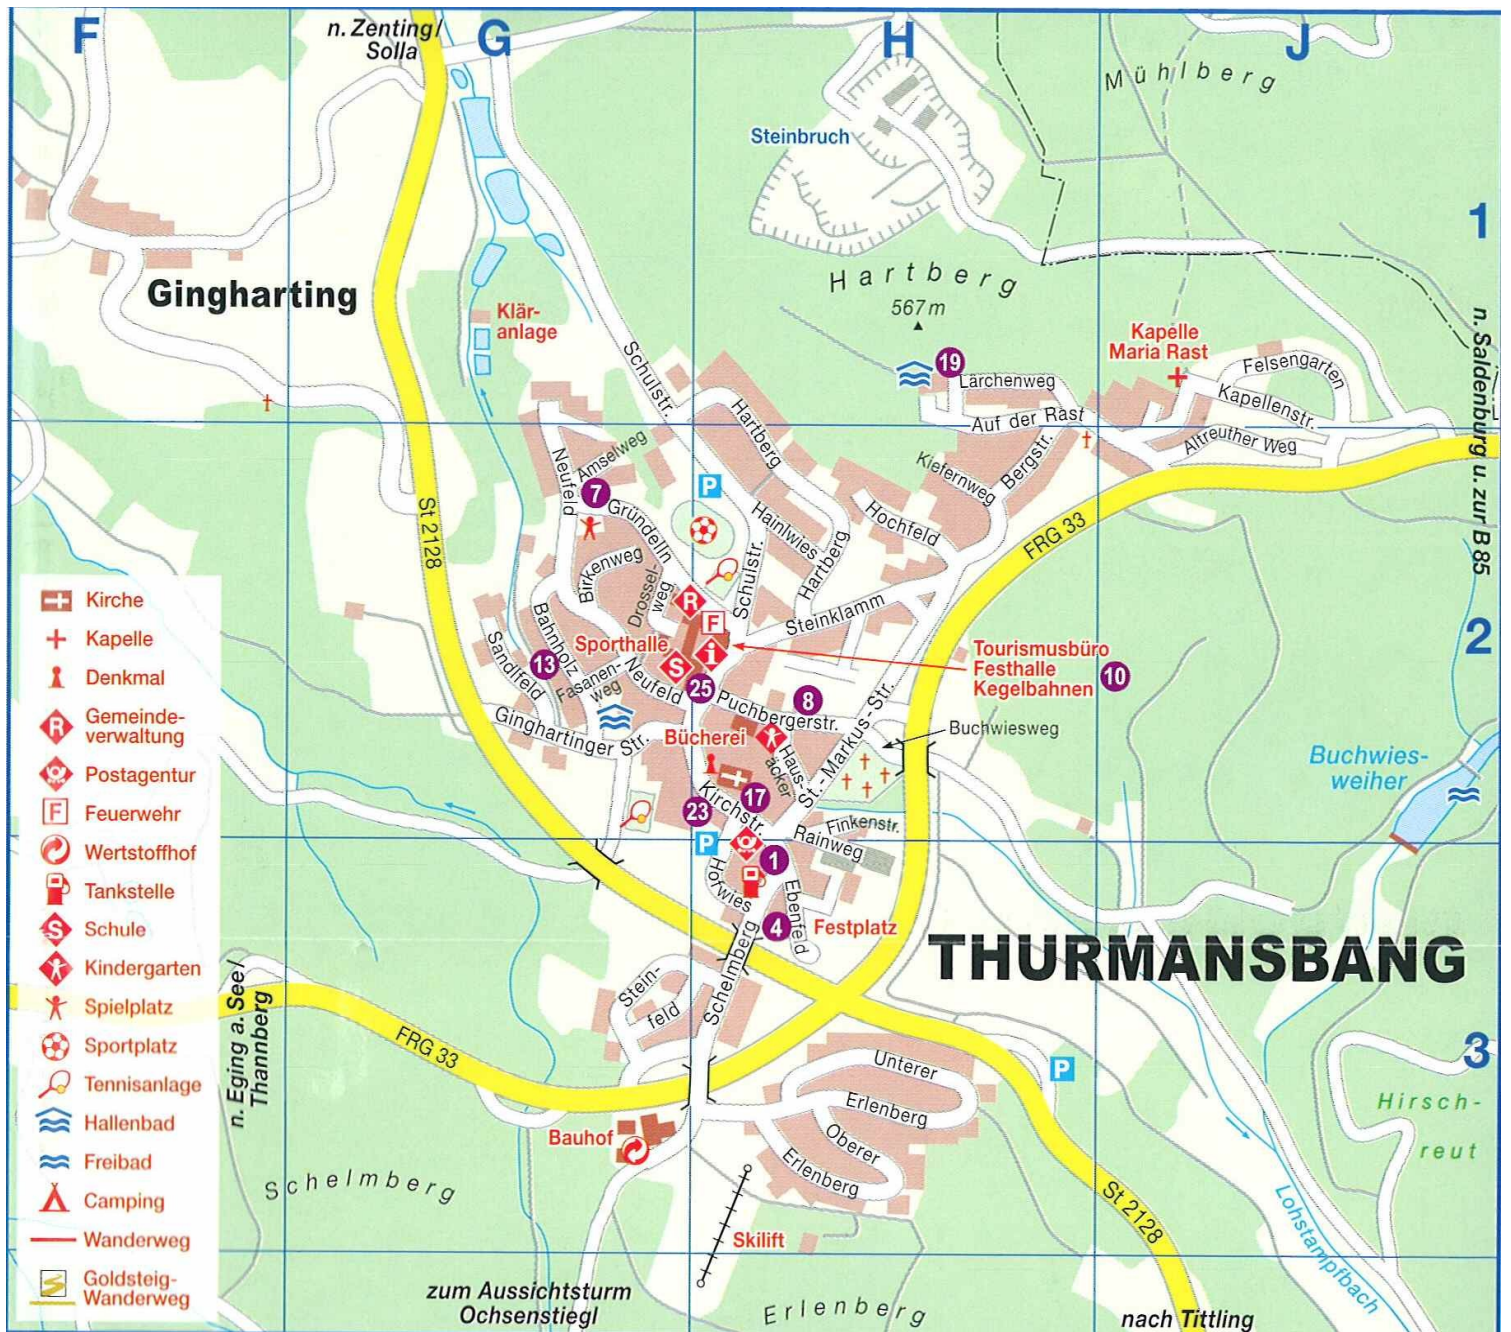 F
G
H
J
n. Zenting/
Solla
Mühlberg
Steinbruch
1
Gingharting
Hartberg
567 m
Klär-
anlage
Kapelle
Maria Rast
n. Saldenburg u. zur B 85
19
Lärchenweg
Felsengarten
Kapellenstr.
Schulstr.
Auf der Rast
Altreuther Weg
Hartberg
Amselweg
Neufeld
Kiefernweg
Bergstr.
7
P
St 2128
Gründelln
Hainlwies
Hochfeld
FRG 33
Birkenweg
Drossel-
weg
Schulstr.
Hartberg
R
F
Steinklamm
2
Bahnholz
Sandlfeld
Sporthalle
S
i
Tourismusbüro
Festhalle
Kegelbahnen
10
13
Fasanen-
weg
Neufeld
25
8
Puchbergerstr.
St.-Markus-Str.
Ginghartinger Str.
Bücherei
Buchwiesweg
Haus-
äcker
Buchwies-
weiher
17
23
Kirchstr.
Finkenstr.
Rainweg
P
1
Hofwies
Ebenfeld
4
Festplatz
THURMANSBANG
Schelmberg
Stein-
feld
n. Eging a. See/
Thannberg
FRG 33
3
Unterer
P
Erlenberg
Hirsch-
reut
Bauhof
Oberer
Erlenberg
Schelmberg
St 2128
Lohstampfbach
Skilift
zum Aussichtsturm
Ochsenstiegl
Erlenberg
nach Tittling
Kirche
Kapelle
Denkmal
R
Gemeinde-
verwaltung
Postagentur
F
Feuerwehr
Wertstoffhof
Tankstelle
S
Schule
Kindergarten
Spielplatz
Sportplatz
Tennisanlage
Hallenbad
Freibad
Camping
Wanderweg
S
Goldsteig-
Wanderweg